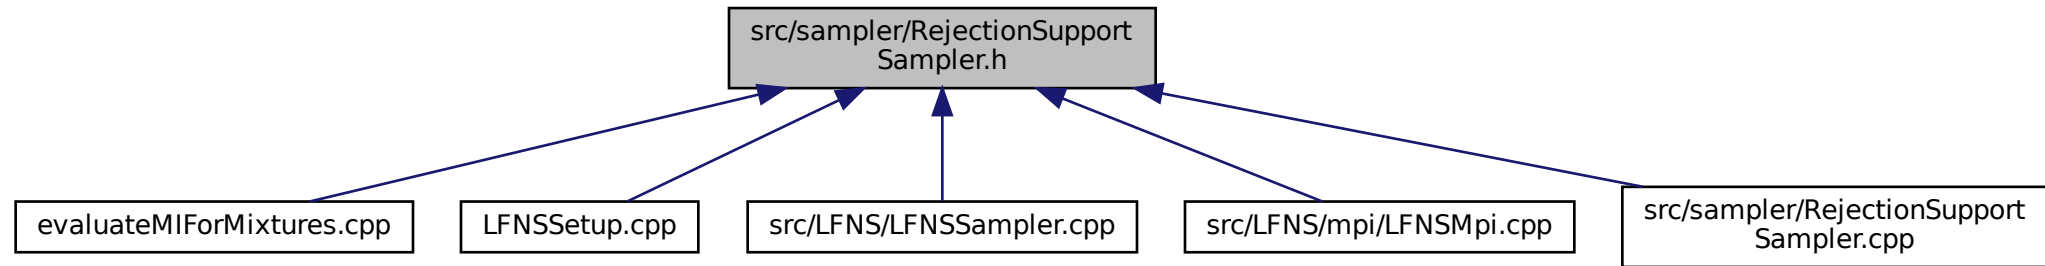 src/sampler/RejectionSupport
Sampler.h
evaluateMIForMixtures.cpp
LFNSSetup.cpp
src/LFNS/LFNSSampler.cpp
src/LFNS/mpi/LFNSMpi.cpp
src/sampler/RejectionSupport
Sampler.cpp